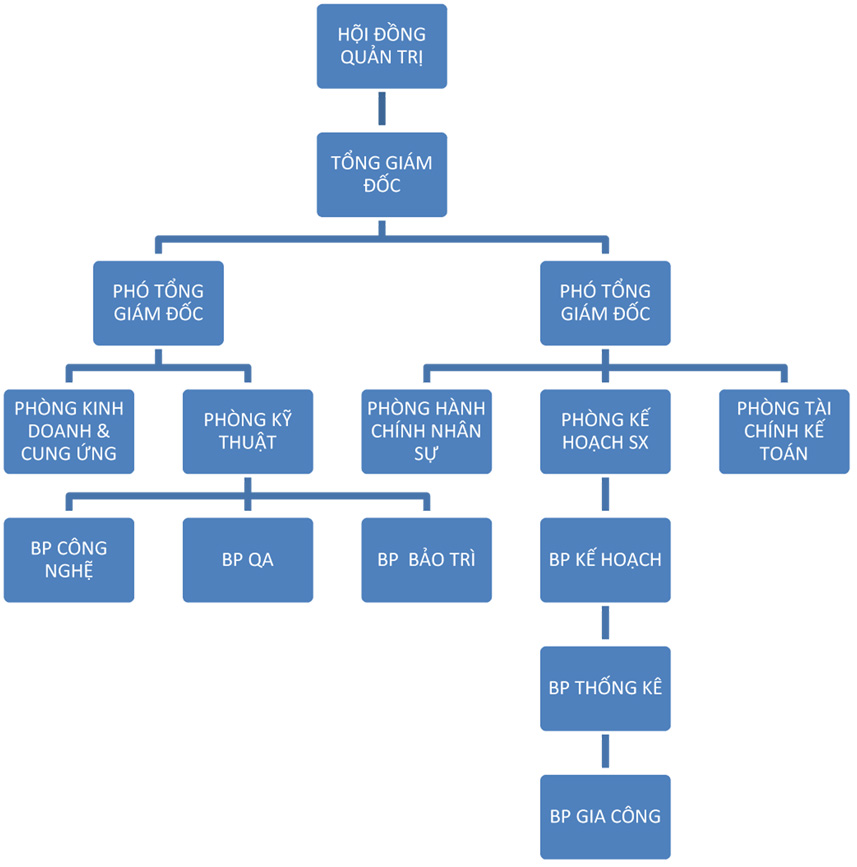 HỘI ĐỒNG
QUẢN TRỊ
TỔNG GIÁM
ĐỐC
PHÓ TỔNG
GIÁM ĐỐC
PHÓ TỔNG
GIÁM ĐỐC
PHÒNG KINH
DOANH &
CUNG ỨNG
PHÒNG KỸ
THUẬT
PHÒNG HÀNH
CHÍNH NHÂN
SỰ
PHÒNG KẾ
HOẠCH SX
PHÒNG TÀI
CHÍNH KẾ
TOÁN
BP CÔNG
NGHẸ̃
BP QA
BP BẢO TRÌ
BP KẾ HOẠCH
BP THỐNG KÊ
BP GIA CÔNG